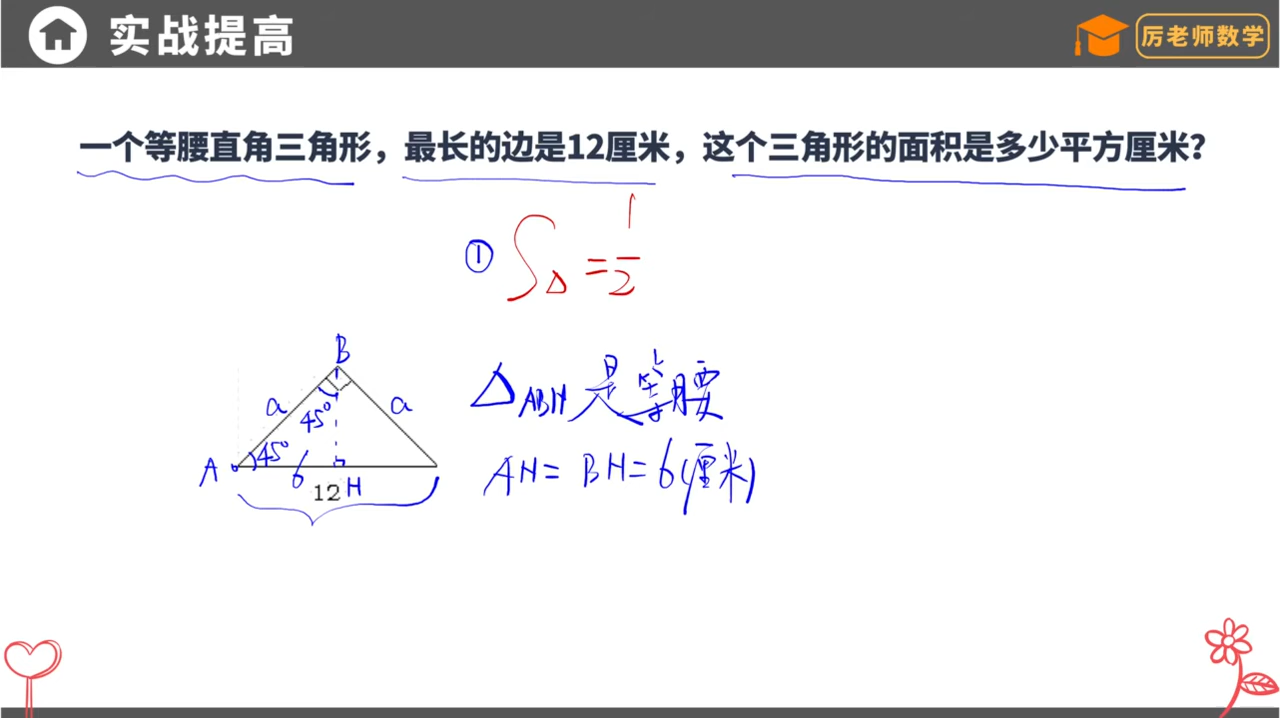 实战提高
厉老师数学
一个等腰直角三角形，最长的边是12厘米，这个三角形的面积是多少平方厘米?
① S△=1/2
B
a
45°
a
A
45°
6
12
H
△ABH是等腰
AH=BH=6(厘米)